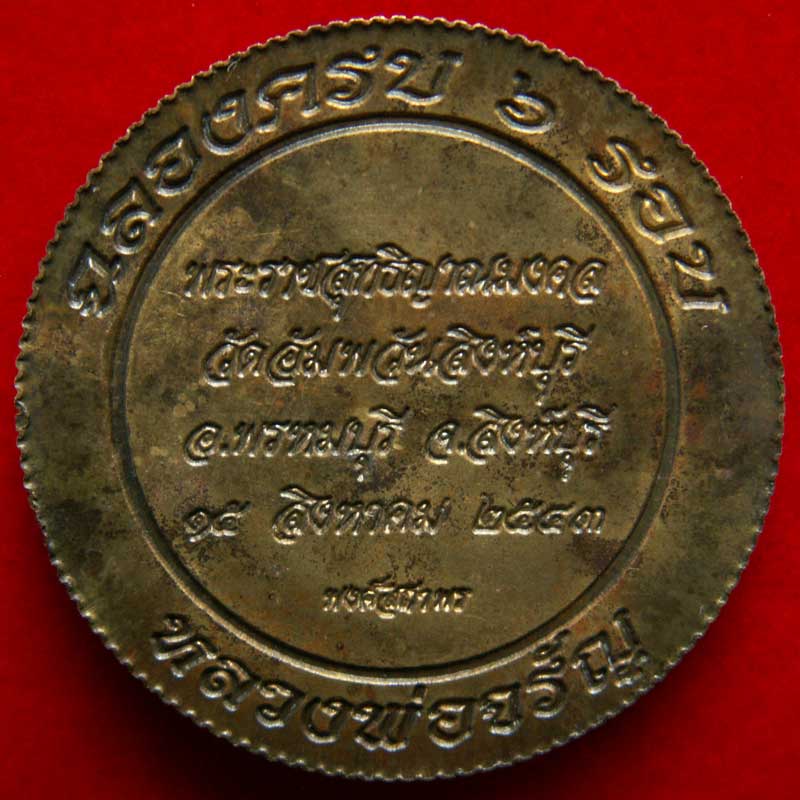 ฉลองครบ ๖ รอบ
พระราชสุทธิญาณมงคล
วัดอัมพวันสิงห์บุรี
อ.พรหมบุรี จ.สิงห์บุรี
๑๕ สิงหาคม ๒๕๔๓
หลวงพ่อจรัญ